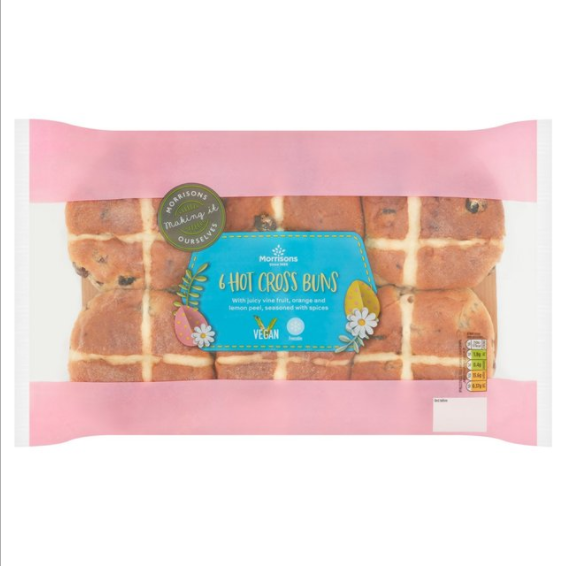 MORRISONS
Making it
OURSELVES
Morrisons
6 HOT CROSS BUNS
With juicy vine fruit, orange and
lemon peel, seasoned with spices
VEGAN